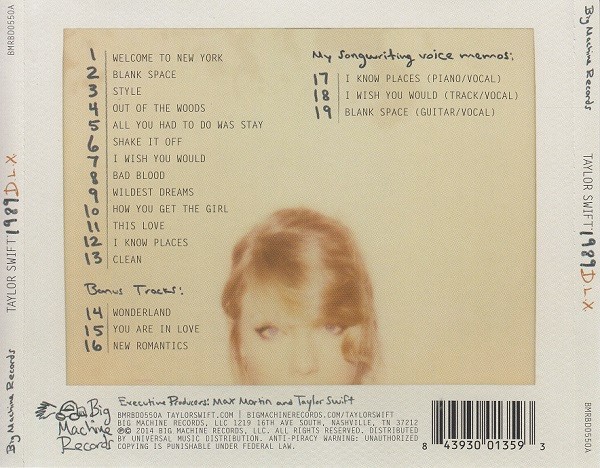 BMRBD0550A
TAYLOR SWIFT 1989 D.L.X
Big Machine Records
1 WELCOME TO NEW YORK
2 BLANK SPACE
3 STYLE
4 OUT OF THE WOODS
5 ALL YOU HAD TO DO WAS STAY
6 SHAKE IT OFF
7 I WISH YOU WOULD
8 BAD BLOOD
9 WILDEST DREAMS
10 HOW YOU GET THE GIRL
11 THIS LOVE
12 I KNOW PLACES
13 CLEAN
Bonus Tracks:
14 WONDERLAND
15 YOU ARE IN LOVE
16 NEW ROMANTICS
My songwriting voice memos:
17 I KNOW PLACES (PIANO/VOCAL)
18 I WISH YOU WOULD (TRACK/VOCAL)
19 BLANK SPACE (GUITAR/VOCAL)
Big
Machine
Records
Executive Producers: Max Martin and Taylor Swift
BMRBD0550A TAYLORSWIFT.COM | BIGMACHINERECORDS.COM/TAYLORSWIFT
BIG MACHINE RECORDS, LLC 1219 16TH AVE SOUTH, NASHVILLE, TN 37212
℗ © 2014 BIG MACHINE RECORDS, LLC. ALL RIGHTS RESERVED. DISTRIBUTED
BY UNIVERSAL MUSIC DISTRIBUTION. ANTI-PIRACY WARNING: UNAUTHORIZED
COPYING IS PUNISHABLE UNDER FEDERAL LAW.
8 43930 01359 3
Big Machine Records
TAYLOR SWIFT 1989 D.L.X
BMRBD0550A